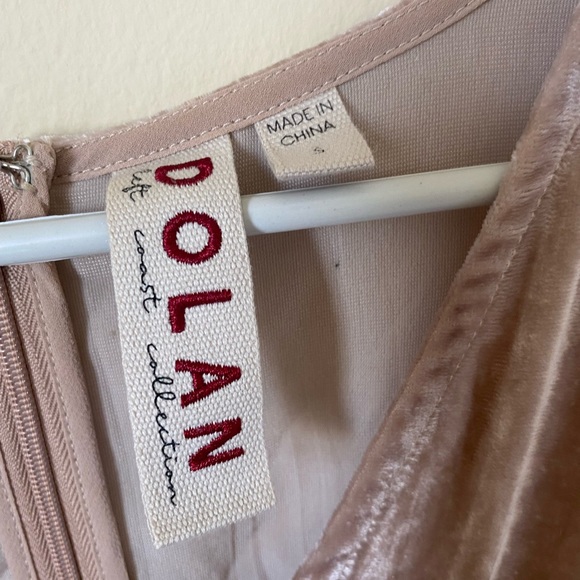 DOLAN
left coast collection
MADE IN
CHINA
S